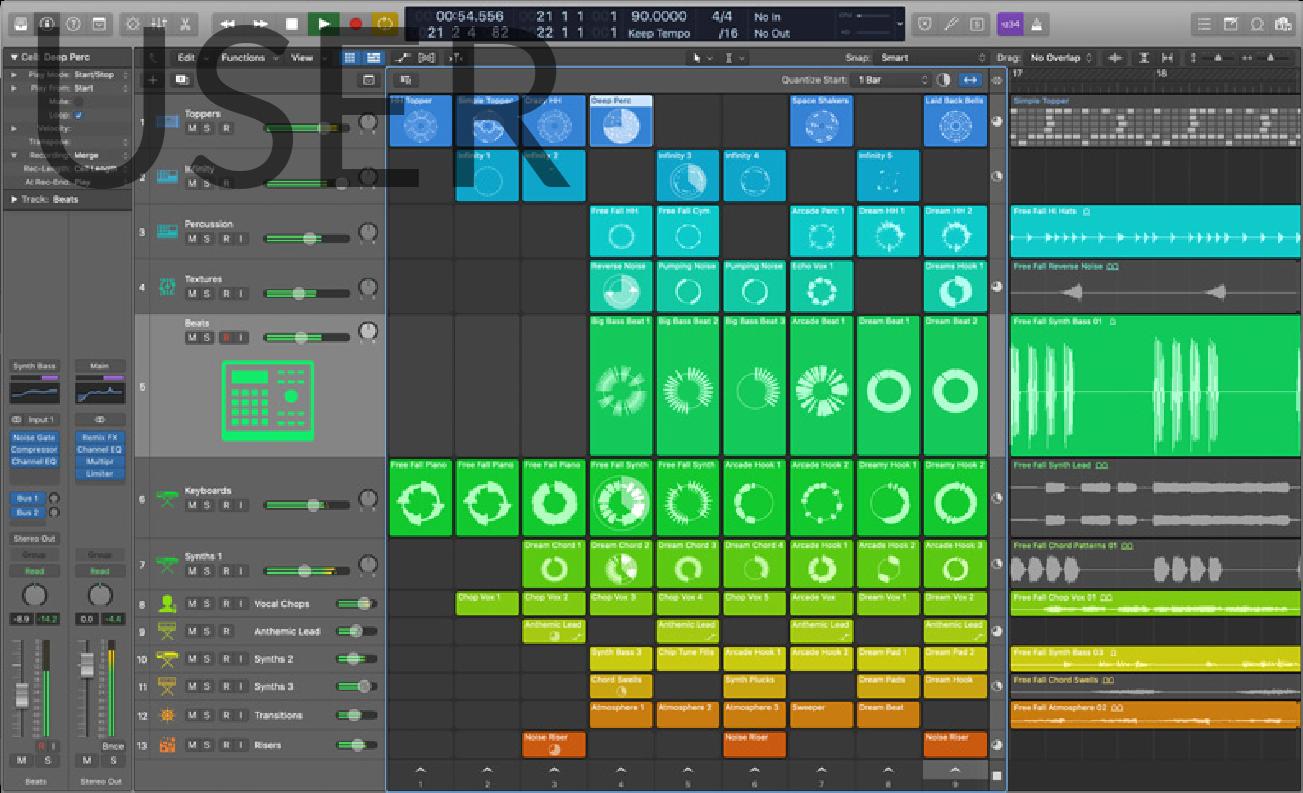 USER
00:54.556 21 1 1 001 90.0000 4/4 No In
21 2 4 82 22 1 1 001 Keep Tempo /16 No Out
234
Cell: Deep Perc Edit Functions View Snap: Smart Drag: No Overlap
Play Mode: Start/Stop
Play From: Start
Mute:
Loop:
Velocity:
Transpose:
Recording: Merge
Rec-Length: Cell Length
At Rec-End: Play
Track: Beats
Quantize Start: 1 Bar
17 18
1 Toppers M S R
HH Topper Simple Topper Crazy HH Deep Perc Space Shakers Laid Back Bells Simple Topper
2 Infinity M S R
Infinity 1 Infinity 2 Infinity 3 Infinity 4 Infinity 5
3 Percussion M S R I
Free Fall HH Free Fall Cym Arcade Perc 1 Dream HH 1 Dream HH 2 Free Fall Hi Hats
4 Textures M S R I
Reverse Noise Pumping Noise Pumping Noise Echo Vox 1 Dreams Hook 1 Free Fall Reverse Noise
5 Beats M S R I
Big Bass Beat 1 Big Bass Beat 2 Big Bass Beat 3 Arcade Beat 1 Dream Beat 1 Dream Beat 2 Free Fall Synth Bass 01
6 Keyboards M S R I
Free Fall Piano Free Fall Piano Free Fall Piano Free Fall Synth Free Fall Synth Arcade Hook 1 Arcade Hook 2 Dreamy Hook 1 Dreamy Hook 2 Free Fall Synth Lead
7 Synths 1 M S R I
Dream Chord 1 Dream Chord 2 Dream Chord 3 Dream Chord 4 Arcade Hook 1 Arcade Hook 2 Arcade Hook 3 Free Fall Chord Patterns 01
8 M S R I Vocal Chops
Chop Vox 1 Chop Vox 2 Chop Vox 3 Chop Vox 4 Chop Vox 5 Arcade Vox Dream Vox 1 Dream Vox 2 Free Fall Chop Vox 01
9 M S R Anthemic Lead
Anthemic Lead Anthemic Lead Anthemic Lead Anthemic Lead
10 M S R I Synths 2
Synth Bass 3 Chip Tune Fills Arcade Hook 1 Arcade Hook 2 Dream Pad 1 Dream Pad 2 Free Fall Synth Bass 03
11 M S R I Synths 3
Chord Swells Synth Plucks Dream Pads Dream Hook Free Fall Chord Swells
12 M S R I Transitions
Atmosphere 1 Atmosphere 2 Atmosphere 3 Sweeper Dream Beat Free Fall Atmosphere 02
13 M S R I Risers
Noise Riser Noise Riser Noise Riser
1 2 3 4 5 6 7 8 9
Synth Bass Main
Input 1
Noise Gate Remix FX
Compressor Channel EQ
Channel EQ Multipr
Limiter
Bus 1
Bus 2
Stereo Out
Group Group
Read Read
-8.9 -14.2 0.0 -4.4
R I Bnce
M S M S
Beats Stereo Out